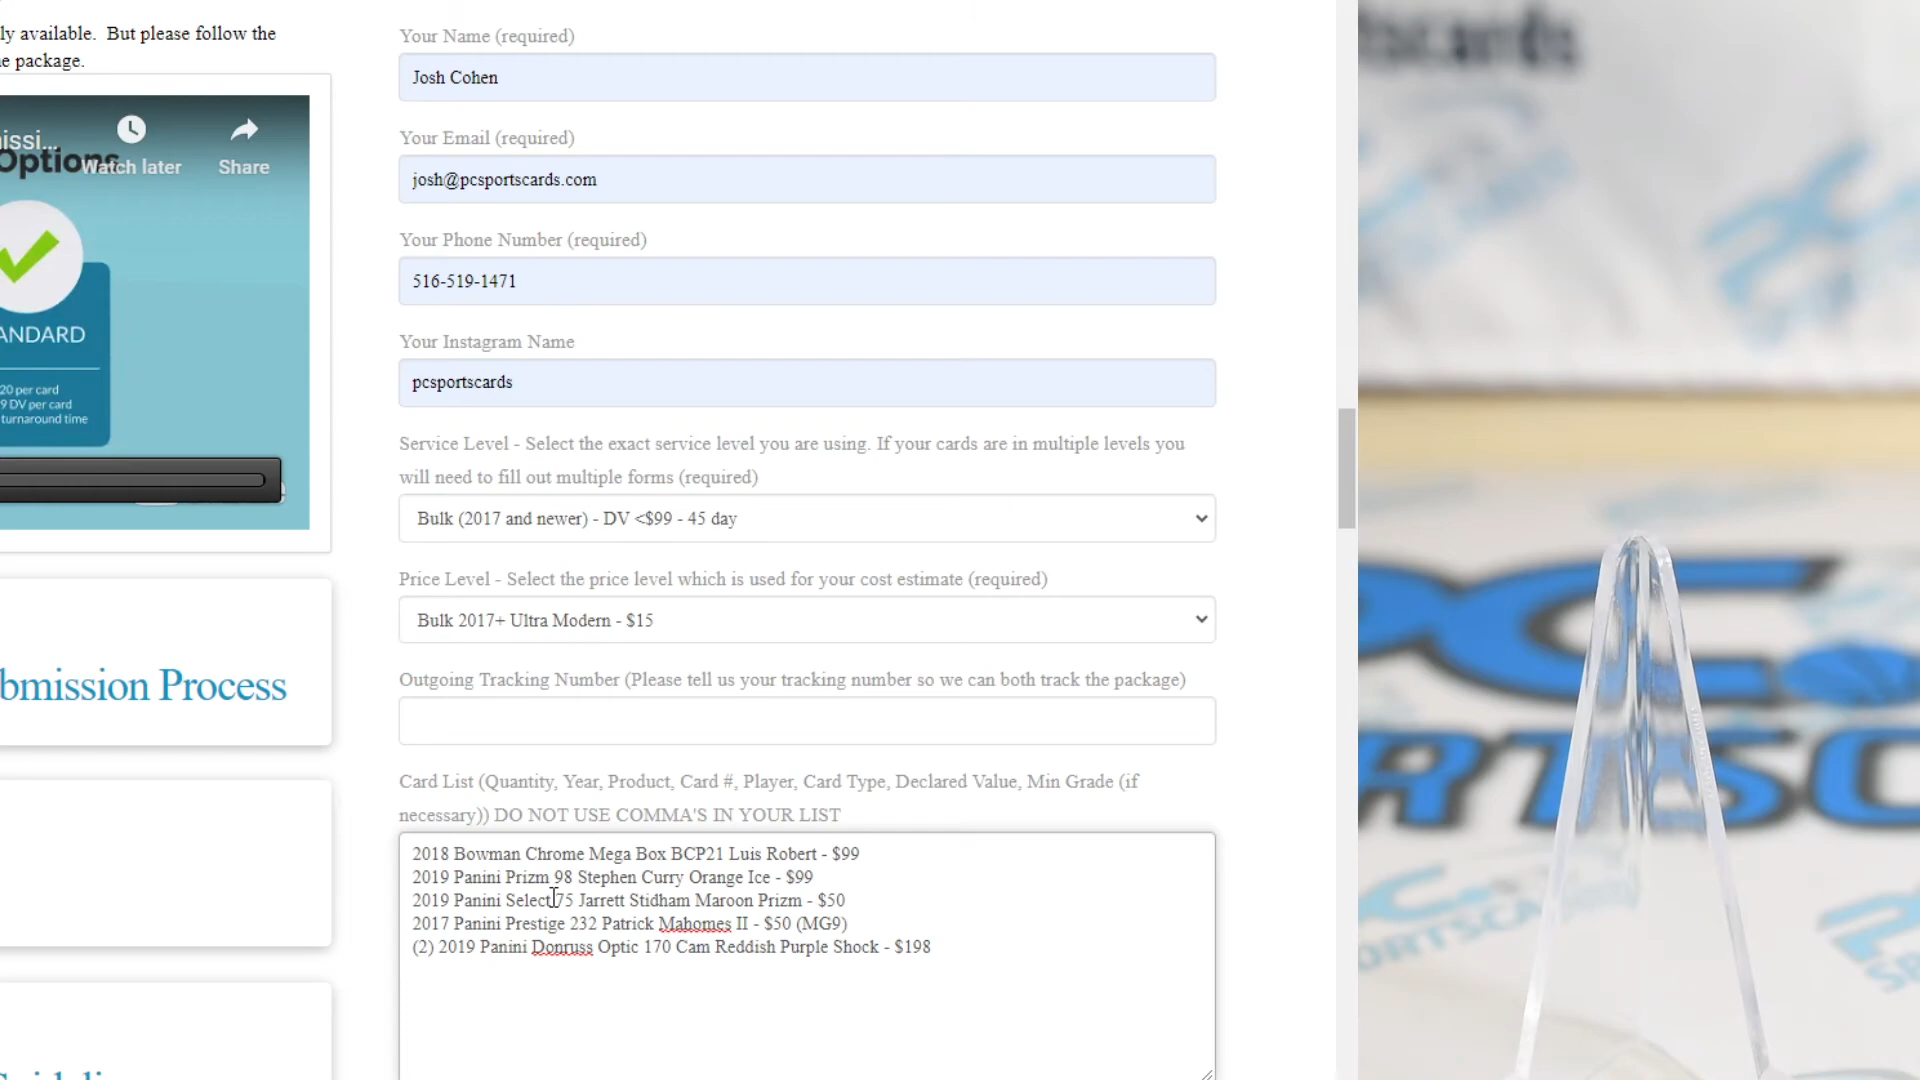 ly available.  But please follow the
e package.
issi...
Options
Watch later
Share
ANDARD
20 per card
9 DV per card
turnaround time
bmission Process
Your Name (required)
Josh Cohen
Your Email (required)
josh@pcsportscards.com
Your Phone Number (required)
516-519-1471
Your Instagram Name
pcsportscards
Service Level - Select the exact service level you are using. If your cards are in multiple levels you
will need to fill out multiple forms (required)
Bulk (2017 and newer) - DV <$99 - 45 day
Price Level - Select the price level which is used for your cost estimate (required)
Bulk 2017+ Ultra Modern - $15
Outgoing Tracking Number (Please tell us your tracking number so we can both track the package)
Card List (Quantity, Year, Product, Card #, Player, Card Type, Declared Value, Min Grade (if
necessary)) DO NOT USE COMMA'S IN YOUR LIST
2018 Bowman Chrome Mega Box BCP21 Luis Robert - $99
2019 Panini Prizm 98 Stephen Curry Orange Ice - $99
2019 Panini Select 75 Jarrett Stidham Maroon Prizm - $50
2017 Panini Prestige 232 Patrick Mahomes II - $50 (MG9)
(2) 2019 Panini Donruss Optic 170 Cam Reddish Purple Shock - $198
tscards
PC
RTSC